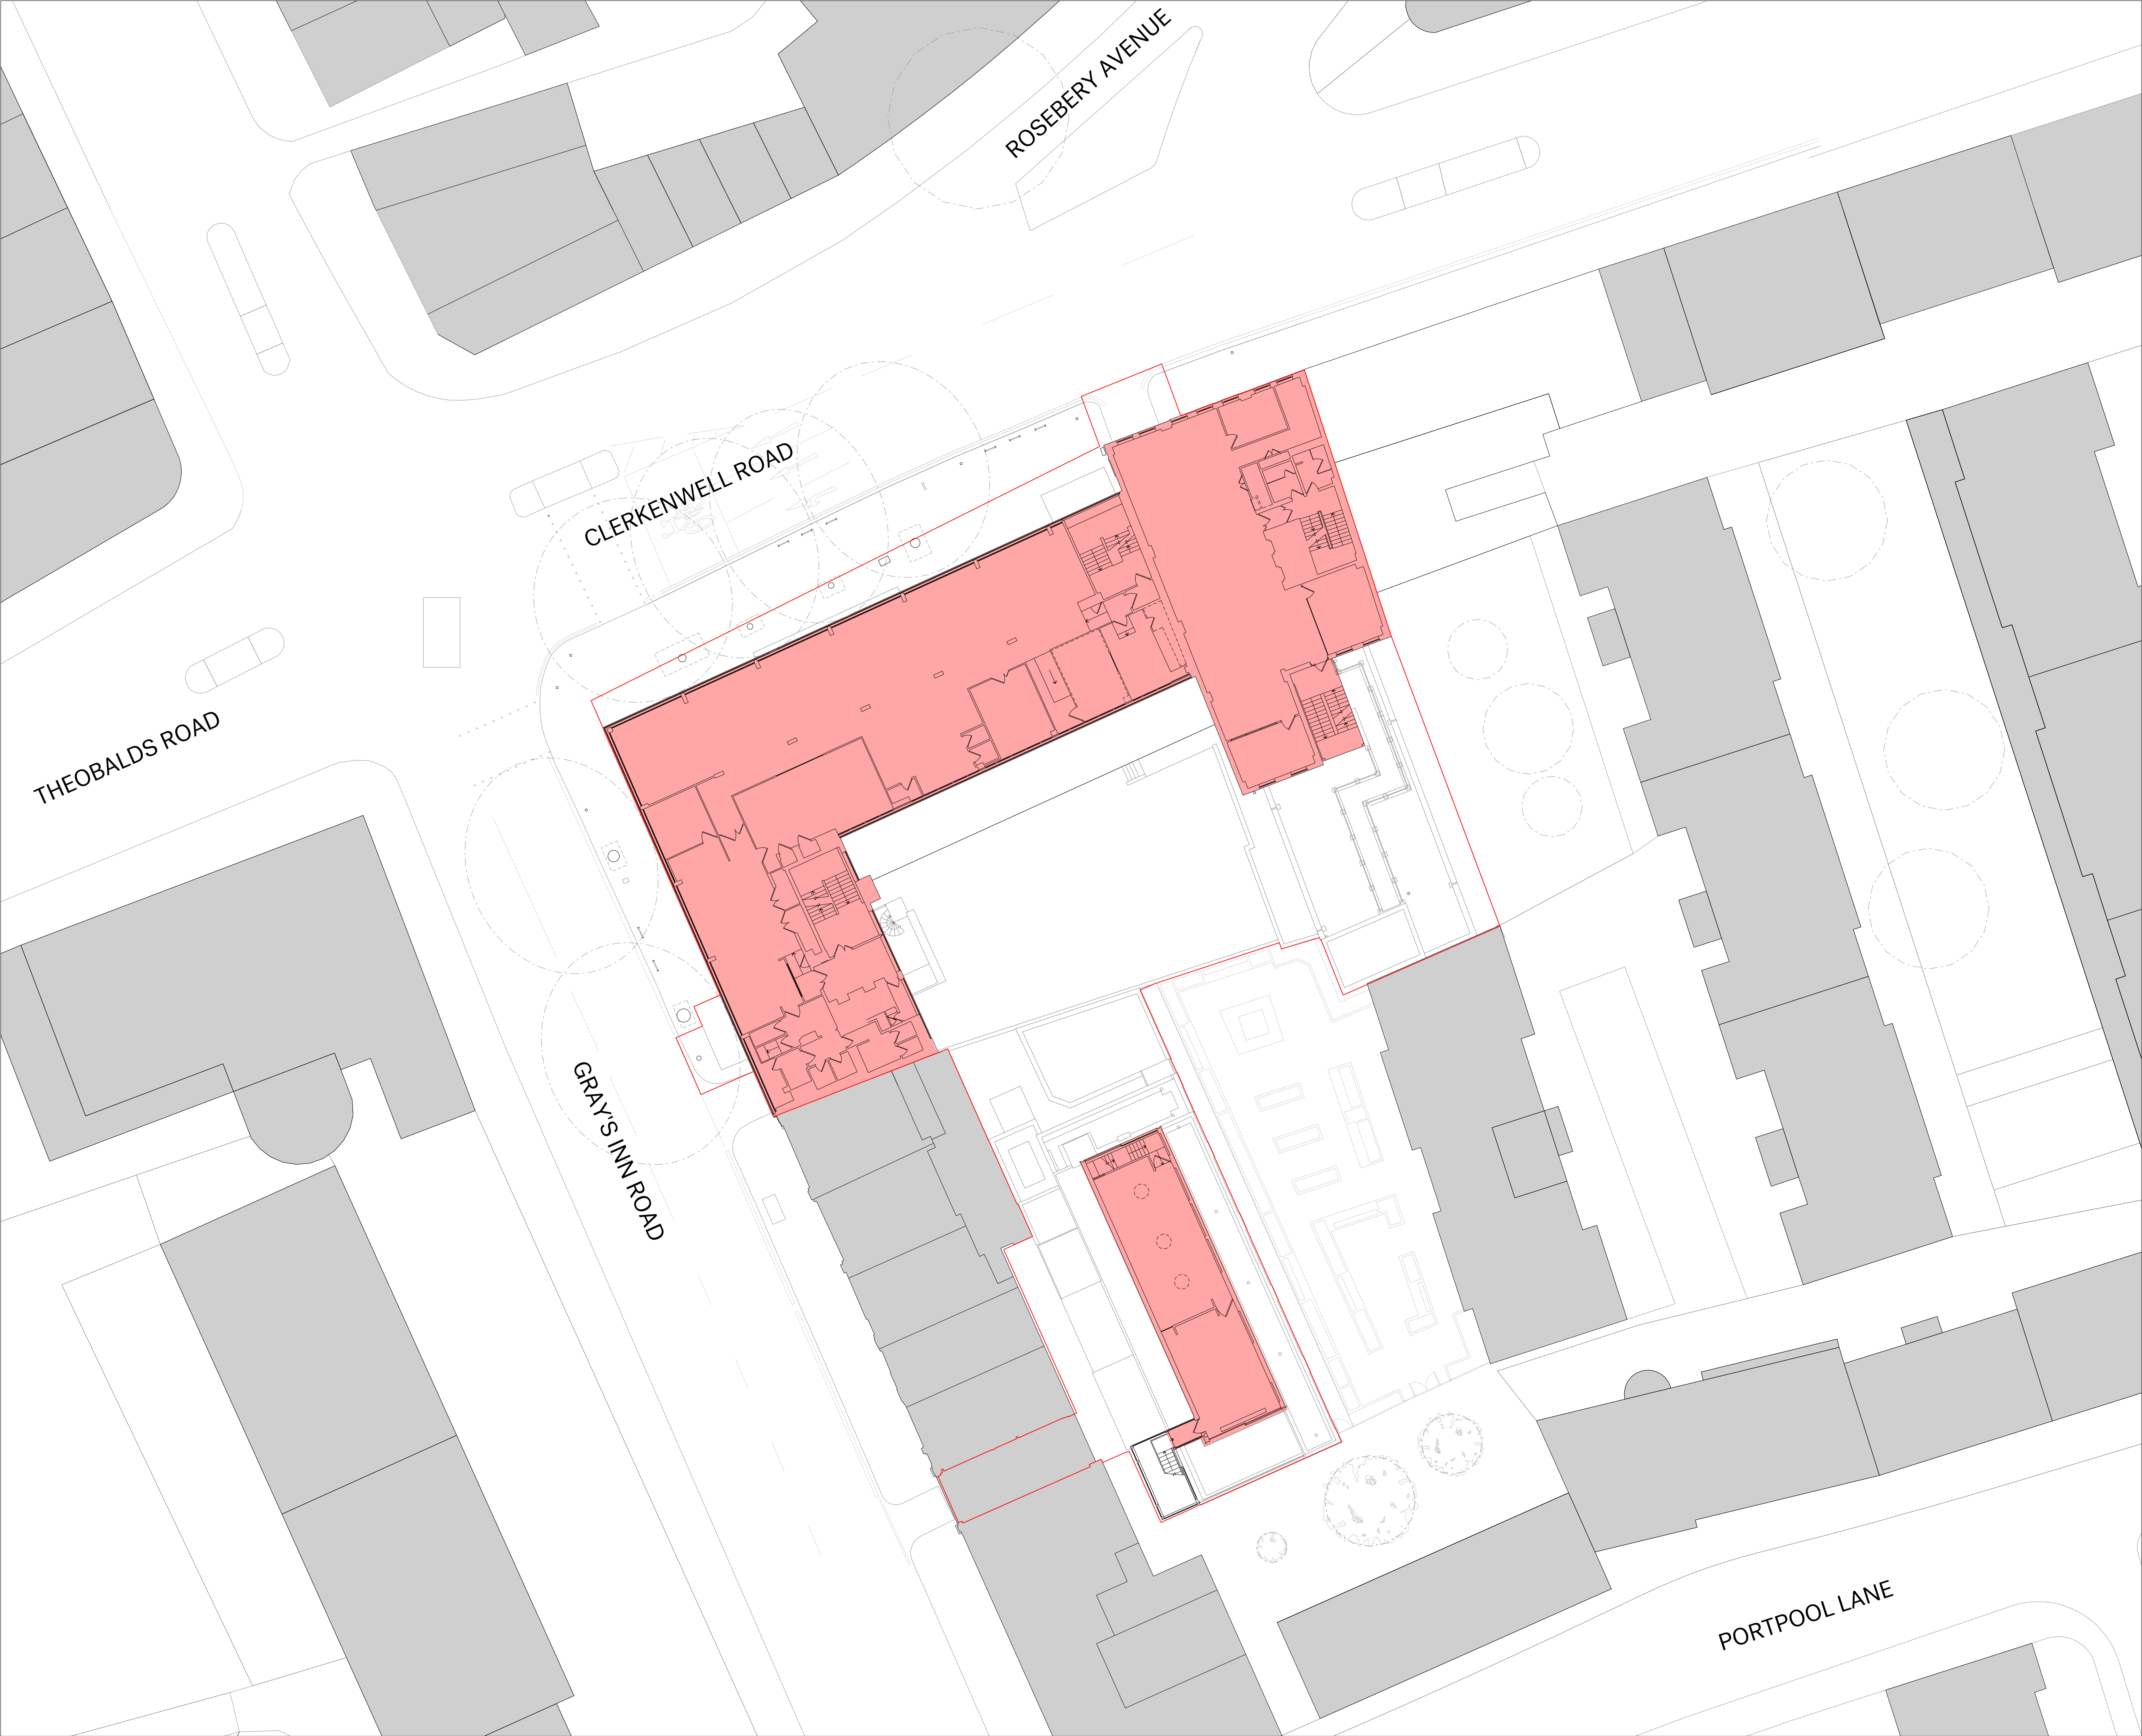 ROSEBERY AVENUE
CLERKENWELL ROAD
THEOBALDS ROAD
GRAY'S INN ROAD
PORTPOOL LANE